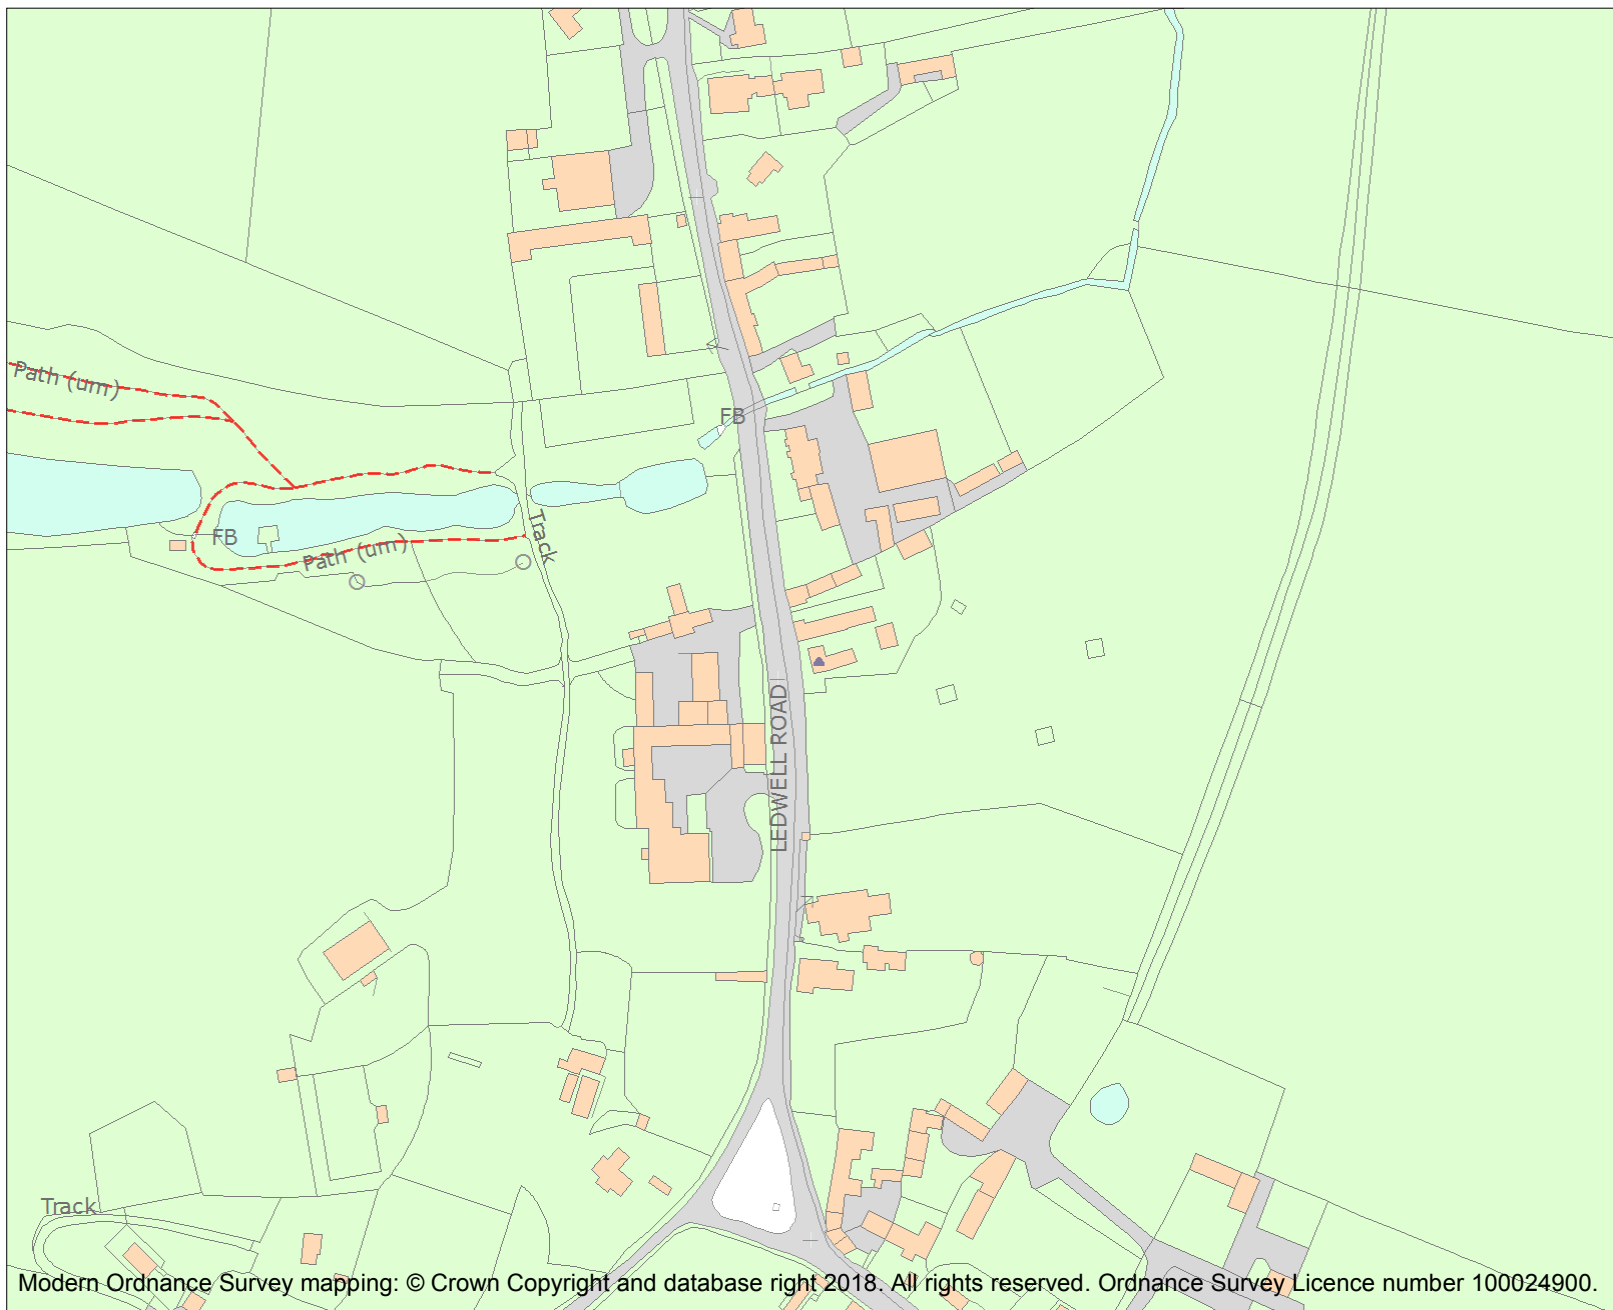 Path (um)
FB
FB
Track
Path (um)
LEDWELL ROAD
Track
Modern Ordnance Survey mapping: © Crown Copyright and database right 2018. All rights reserved. Ordnance Survey Licence number 100024900.